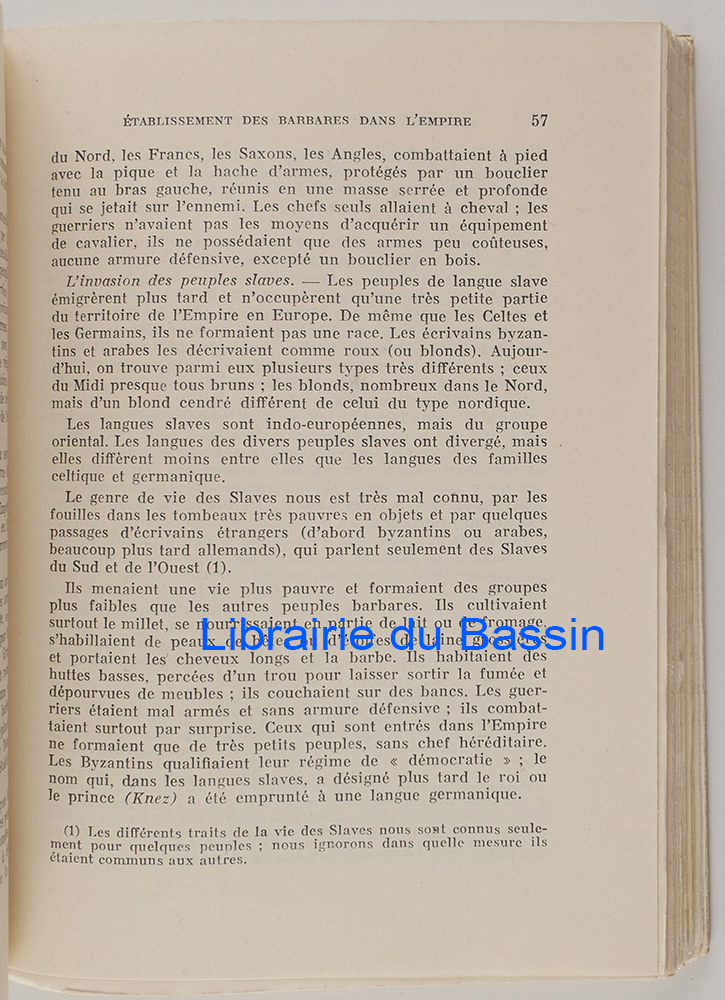 ÉTABLISSEMENT DES BARBARES DANS L'EMPIRE 57
du Nord, les Francs, les Saxons, les Angles, combattaient à pied
avec la pique et la hache d'armes, protégés par un bouclier
tenu au bras gauche, réunis en une masse serrée et profonde
qui se jetait sur l'ennemi. Les chefs seuls allaient à cheval ; les
guerriers n'avaient pas les moyens d'acquérir un équipement
de cavalier, ils ne possédaient que des armes peu coûteuses,
aucune armure défensive, excepté un bouclier en bois.
L'invasion des peuples slaves. — Les peuples de langue slave
émigrèrent plus tard et n'occupèrent qu'une très petite partie
du territoire de l'Empire en Europe. De même que les Celtes et
les Germains, ils ne formaient pas une race. Les écrivains byzan-
tins et arabes les décrivaient comme roux (ou blonds). Aujour-
d'hui, on trouve parmi eux plusieurs types très différents ; ceux
du Midi presque tous bruns ; les blonds, nombreux dans le Nord,
mais d'un blond cendré différent de celui du type nordique.
Les langues slaves sont indo-européennes, mais du groupe
oriental. Les langues des divers peuples slaves ont divergé, mais
elles diffèrent moins entre elles que les langues des familles
celtique et germanique.
Le genre de vie des Slaves nous est très mal connu, par les
fouilles dans les tombeaux très pauvres en objets et par quelques
passages d'écrivains étrangers (d'abord byzantins ou arabes,
beaucoup plus tard allemands), qui parlent seulement des Slaves
du Sud et de l'Ouest (1).
Ils menaient une vie plus pauvre et formaient des groupes
plus faibles que les autres peuples barbares. Ils cultivaient
surtout le millet, se nourrissaient en partie de lait ou de fromage,
s'habillaient de peaux de d'étoffes de laine grossières
Librairie du Bassin
et portaient les cheveux longs et la barbe. Ils habitaient des
huttes basses, percées d'un trou pour laisser sortir la fumée et
dépourvues de meubles ; ils couchaient sur des bancs. Les guer-
riers étaient mal armés et sans armure défensive ; ils combat-
taient surtout par surprise. Ceux qui sont entrés dans l'Empire
ne formaient que de très petits peuples, sans chef héréditaire.
Les Byzantins qualifiaient leur régime de « démocratie » ; le
nom qui, dans les langues slaves, a désigné plus tard le roi ou
le prince (Knez) a été emprunté à une langue germanique.
(1) Les différents traits de la vie des Slaves nous sont connus seule-
ment pour quelques peuples ; nous ignorons dans quelle mesure ils
étaient communs aux autres.